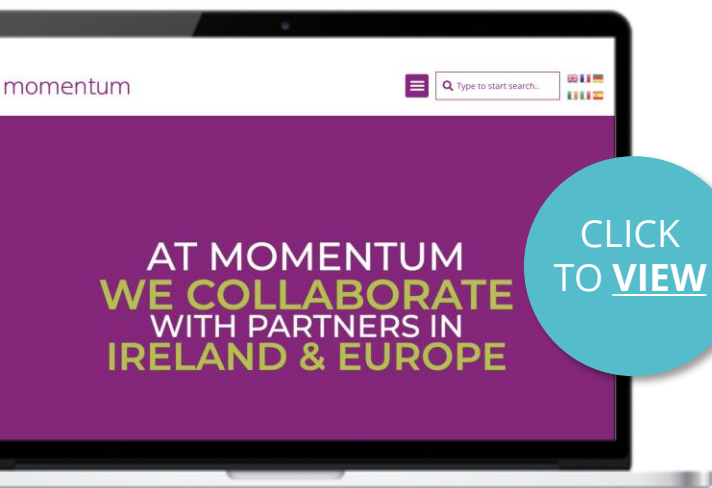 momentum
Type to start search..
AT MOMENTUM
WE COLLABORATE
WITH PARTNERS IN
IRELAND & EUROPE
CLICK
TO VIEW